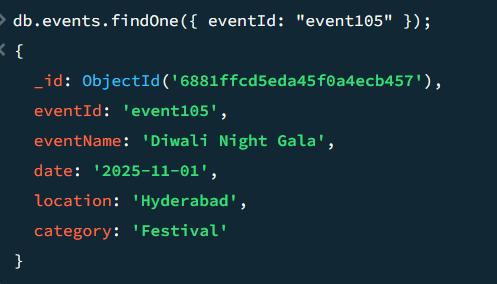 > db.events.findOne({ eventId: "event105" });
< {
_id: ObjectId('6881ffcd5eda45f0a4ecb457'),
eventId: 'event105',
eventName: 'Diwali Night Gala',
date: '2025-11-01',
location: 'Hyderabad',
category: 'Festival'
}